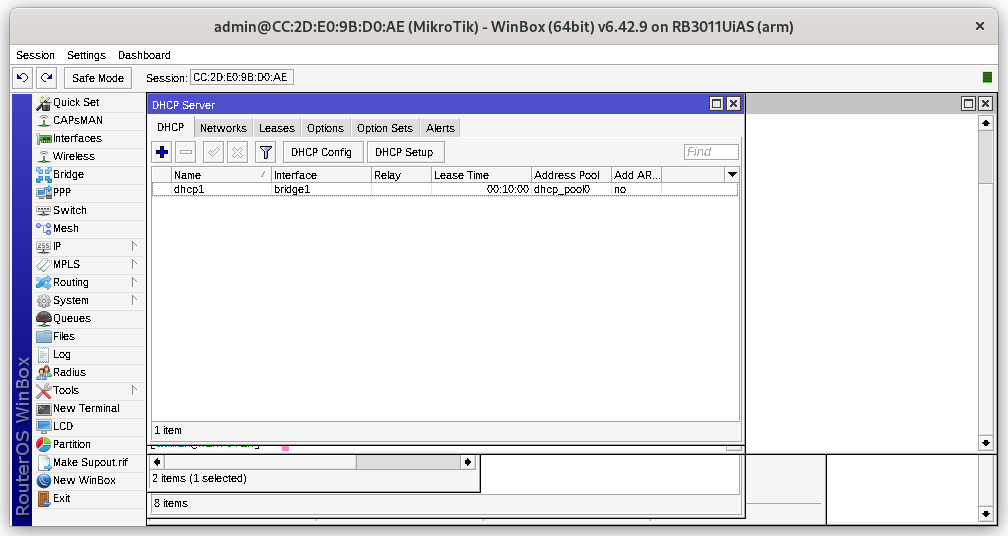 admin@CC:2D:E0:9B:D0:AE (MikroTik) - WinBox (64bit) v6.42.9 on RB3011UiAS (arm)
Session Settings Dashboard
Safe Mode Session: CC:2D:E0:9B:D0:AE
RouterOS WinBox
Quick Set
CAPsMAN
Interfaces
Wireless
Bridge
PPP
Switch
Mesh
IP
MPLS
Routing
System
Queues
Files
Log
Radius
Tools
New Terminal
LCD
Partition
Make Supout.rif
New WinBox
Exit
DHCP Server
DHCP Networks Leases Options Option Sets Alerts
DHCP Config DHCP Setup Find
Name Interface Relay Lease Time Address Pool Add AR...
dhcp1 bridge1 00:10:00 dhcp_pool0 no
1 item
2 items (1 selected)
8 items